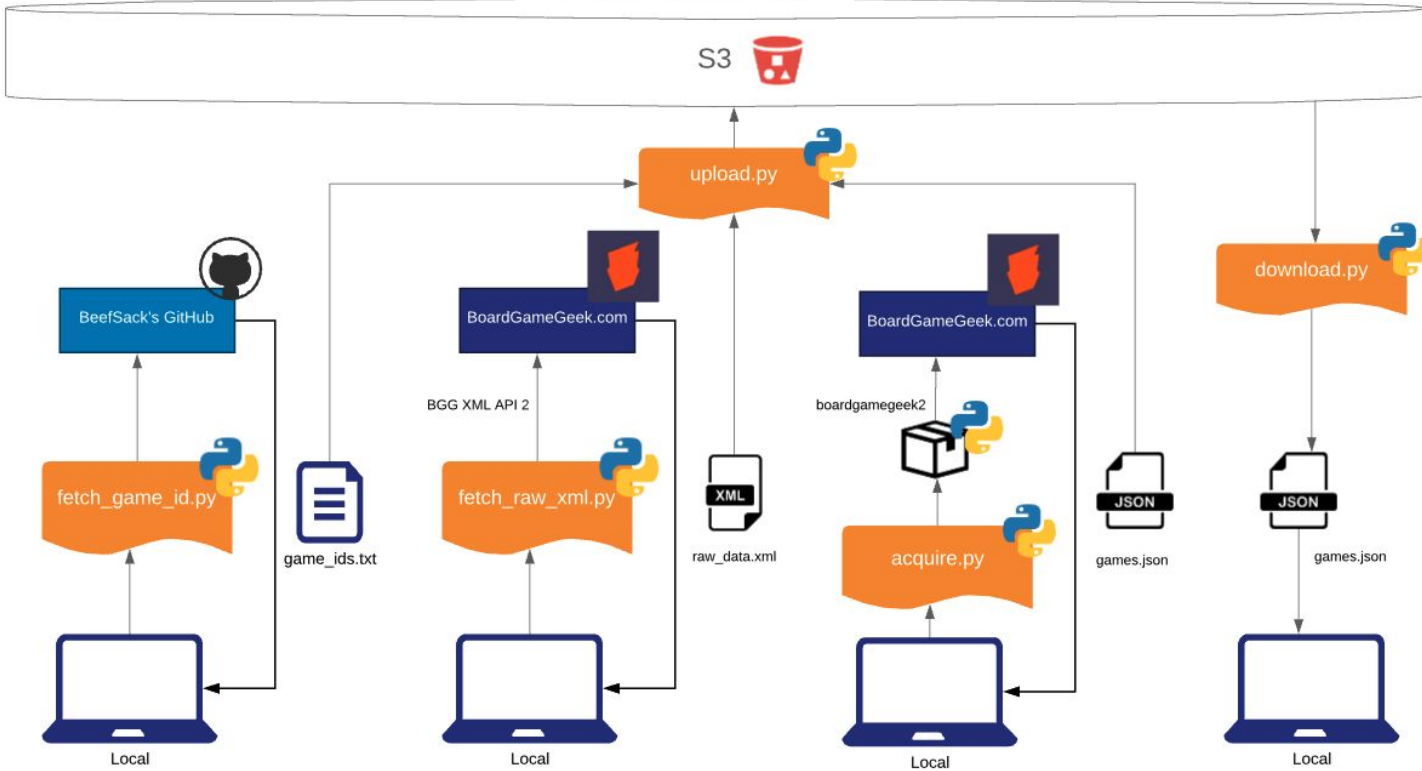 S3
upload.py
download.py
BeefSack's GitHub
BoardGameGeek.com
BoardGameGeek.com
BGG XML API 2
boardgamegeek2
fetch_game_id.py
game_ids.txt
fetch_raw_xml.py
XML
raw_data.xml
acquire.py
JSON
games.json
JSON
games.json
Local
Local
Local
Local